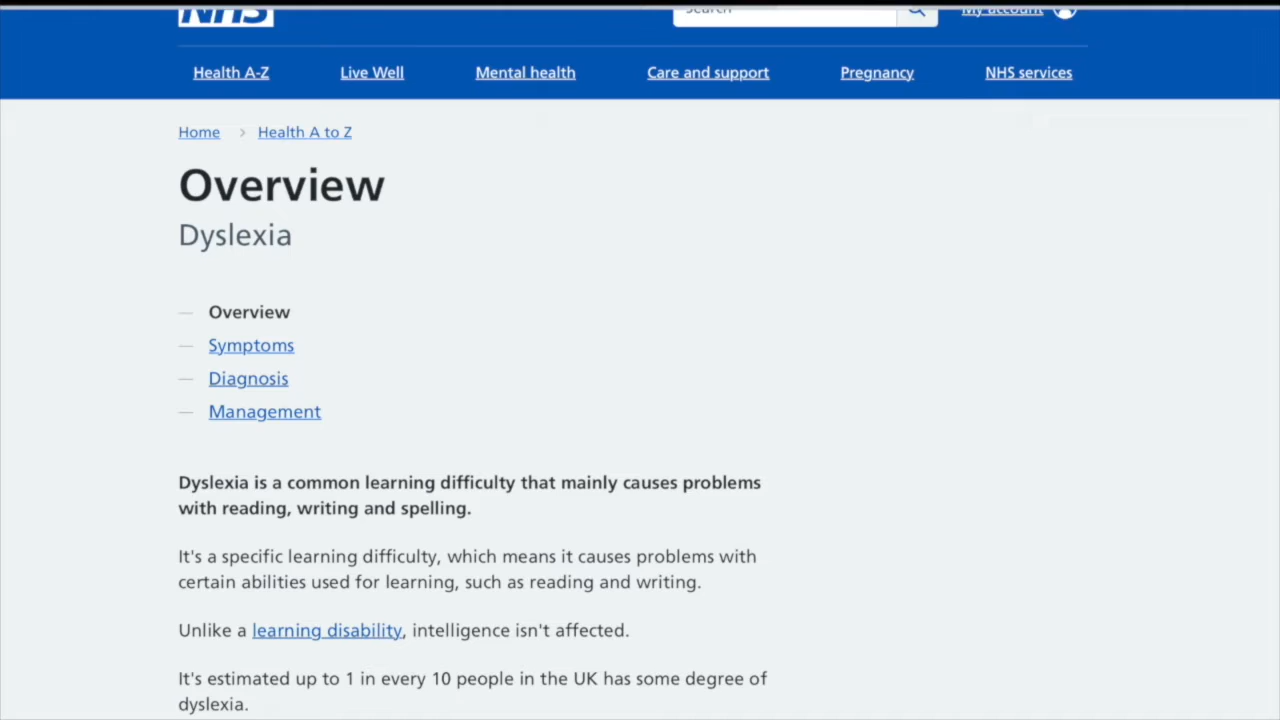 NHS
Search
My account
Health A-Z Live Well Mental health Care and support Pregnancy NHS services
Home > Health A to Z
Overview
Dyslexia
— Overview
— Symptoms
— Diagnosis
— Management
Dyslexia is a common learning difficulty that mainly causes problems
with reading, writing and spelling.
It's a specific learning difficulty, which means it causes problems with
certain abilities used for learning, such as reading and writing.
Unlike a learning disability, intelligence isn't affected.
It's estimated up to 1 in every 10 people in the UK has some degree of
dyslexia.